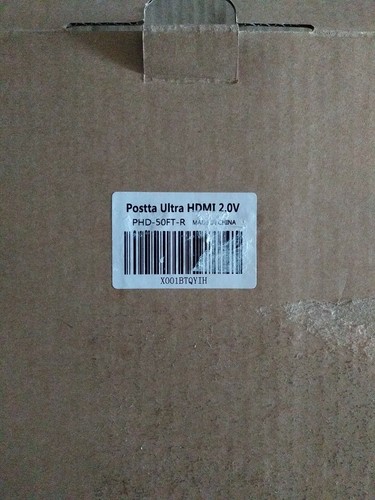 Postta Ultra HDMI 2.0V
PHD-50FT-R MADE IN CHINA
X001BTQYIH